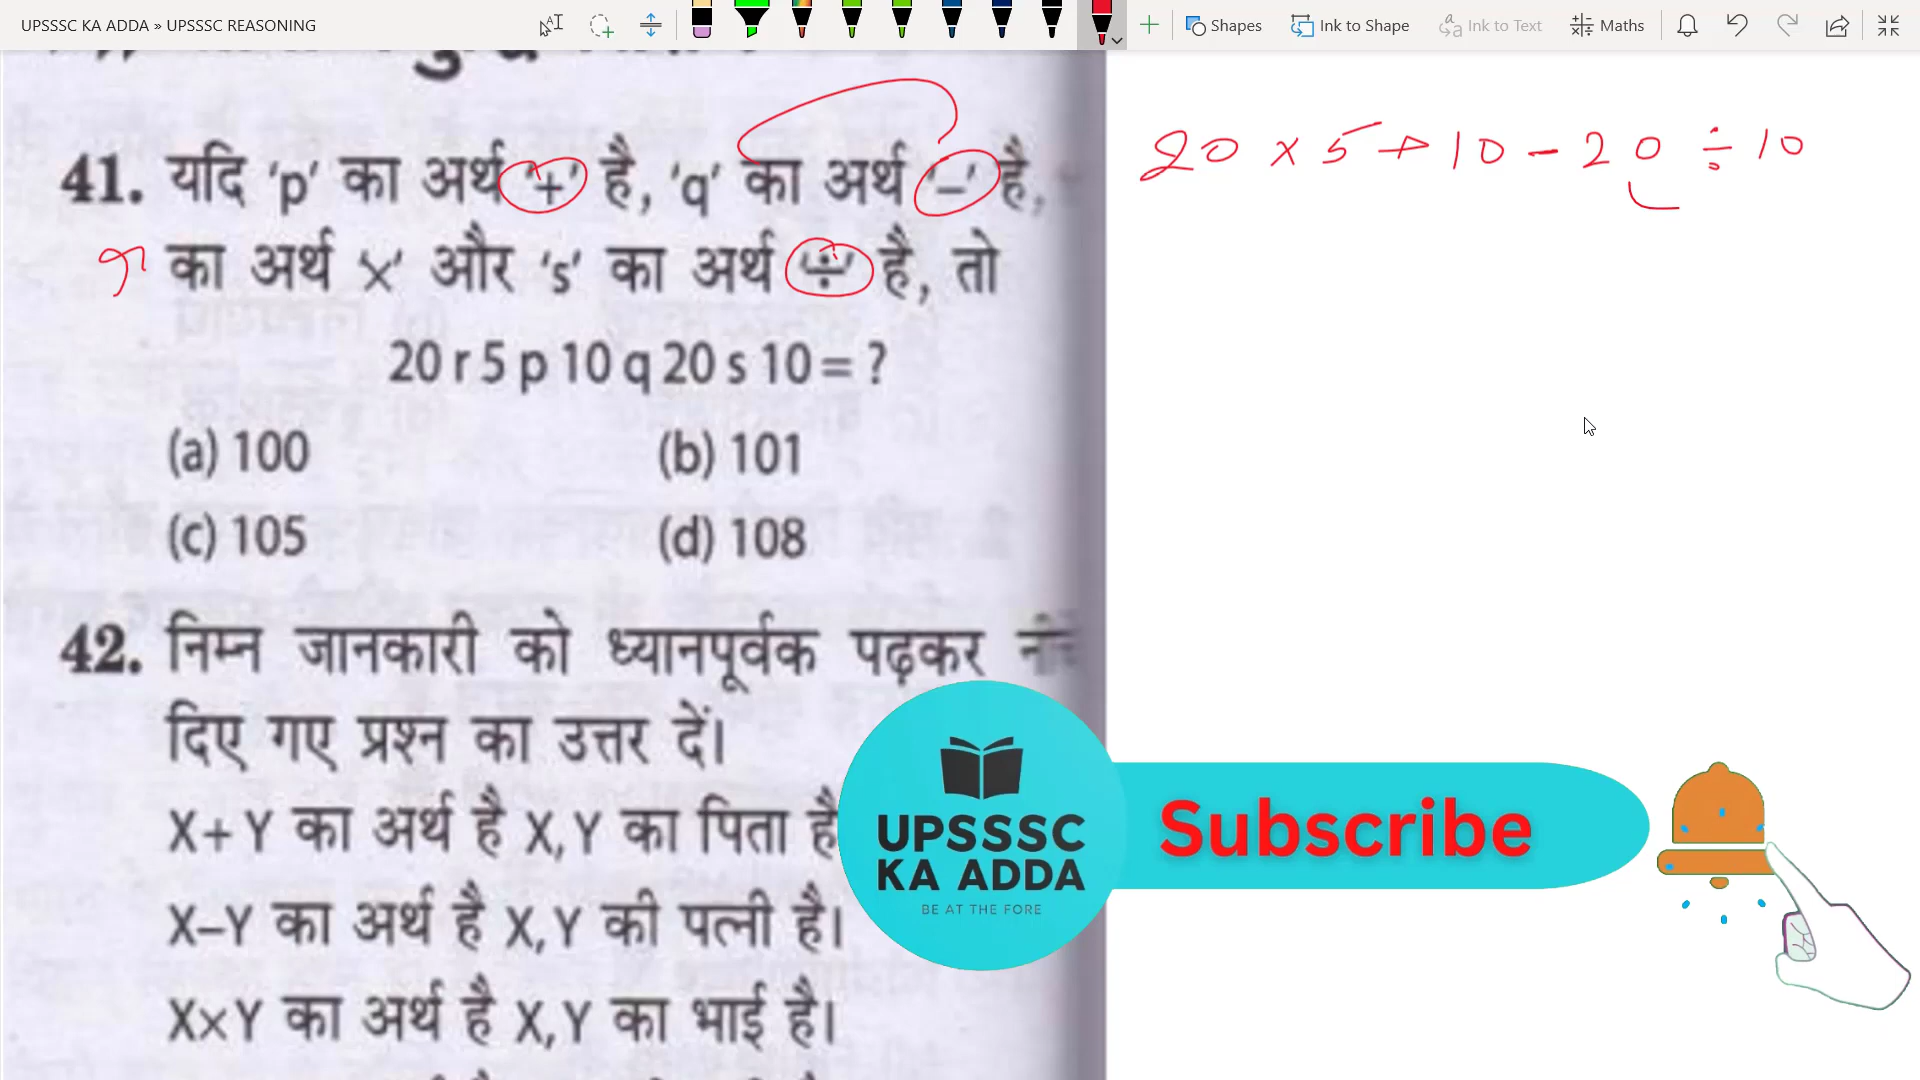 UPSSSC KA ADDA » UPSSSC REASONING
Shapes Ink to Shape Ink to Text Maths
41. यदि 'p' का अर्थ '+' है, 'q' का अर्थ '–' है,
r का अर्थ 'x' और 's' का अर्थ '÷' है, तो
20 r 5 p 10 q 20 s 10 = ?
(a) 100 (b) 101
(c) 105 (d) 108
20 × 5 + 10 - 20 ÷ 10
42. निम्न जानकारी को ध्यानपूर्वक पढ़कर
दिए गए प्रश्न का उत्तर दें।
X+Y का अर्थ है X, Y का पिता है
X–Y का अर्थ है X, Y की पत्नी है।
X×Y का अर्थ है X, Y का भाई है।
UPSSSC
KA ADDA
BE AT THE FORE
Subscribe